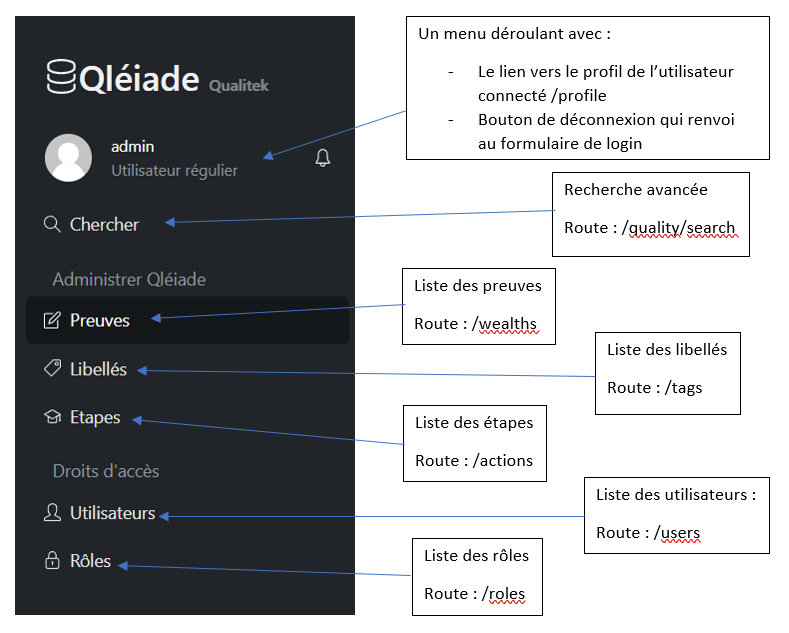 Qléiade Qualitek
admin
Utilisateur régulier
Chercher
Administrer Qléiade
Preuves
Libellés
Etapes
Droits d'accès
Utilisateurs
Rôles
Un menu déroulant avec :
- Le lien vers le profil de l’utilisateur
connecté /profile
- Bouton de déconnexion qui renvoi
au formulaire de login
Recherche avancée
Route : /quality/search
Liste des preuves
Route : /wealths
Liste des libellés
Route : /tags
Liste des étapes
Route : /actions
Liste des utilisateurs :
Route : /users
Liste des rôles
Route : /roles